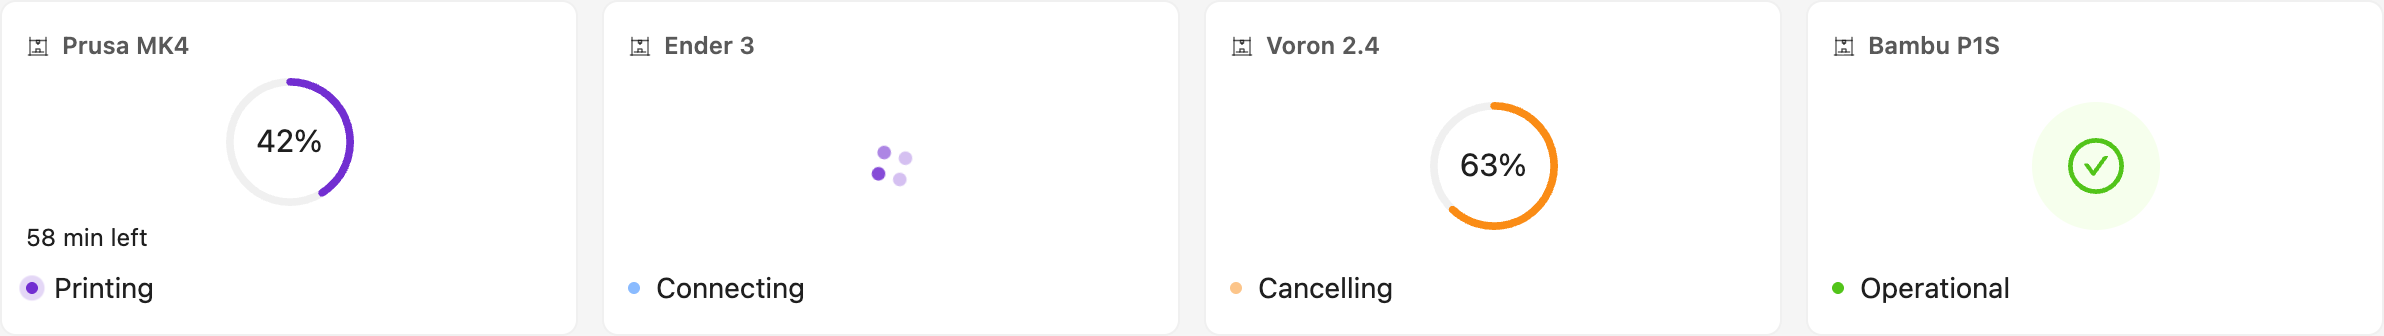 Prusa MK4
42%
58 min left
Printing
Ender 3
Connecting
Voron 2.4
63%
Cancelling
Bambu P1S
Operational